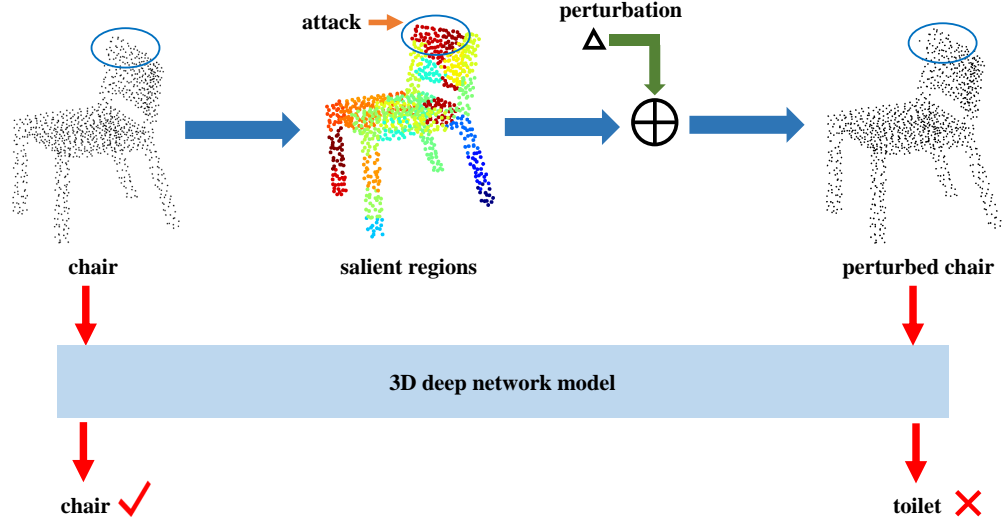 attack
perturbation
chair
salient regions
perturbed chair
3D deep network model
chair
toilet